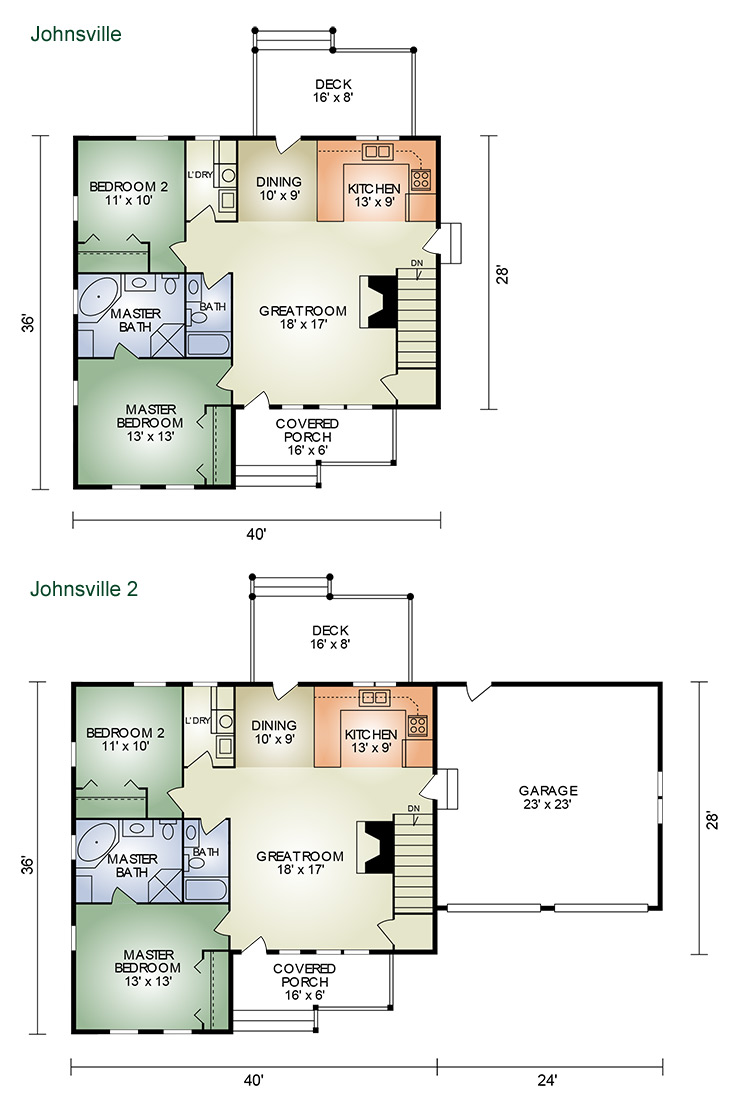 Johnsville
DECK
16' x 8'
BEDROOM 2
11' x 10'
L'DRY
DINING
10' x 9'
KITCHEN
13' x 9'
DN
28'
36'
MASTER
BATH
BATH
GREATROOM
18' x 17'
MASTER
BEDROOM
13' x 13'
COVERED
PORCH
16' x 6'
40'
Johnsville 2
DECK
16' x 8'
BEDROOM 2
11' x 10'
L'DRY
DINING
10' x 9'
KITCHEN
13' x 9'
GARAGE
23' x 23'
DN
28'
36'
MASTER
BATH
BATH
GREATROOM
18' x 17'
MASTER
BEDROOM
13' x 13'
COVERED
PORCH
16' x 6'
40'
24'